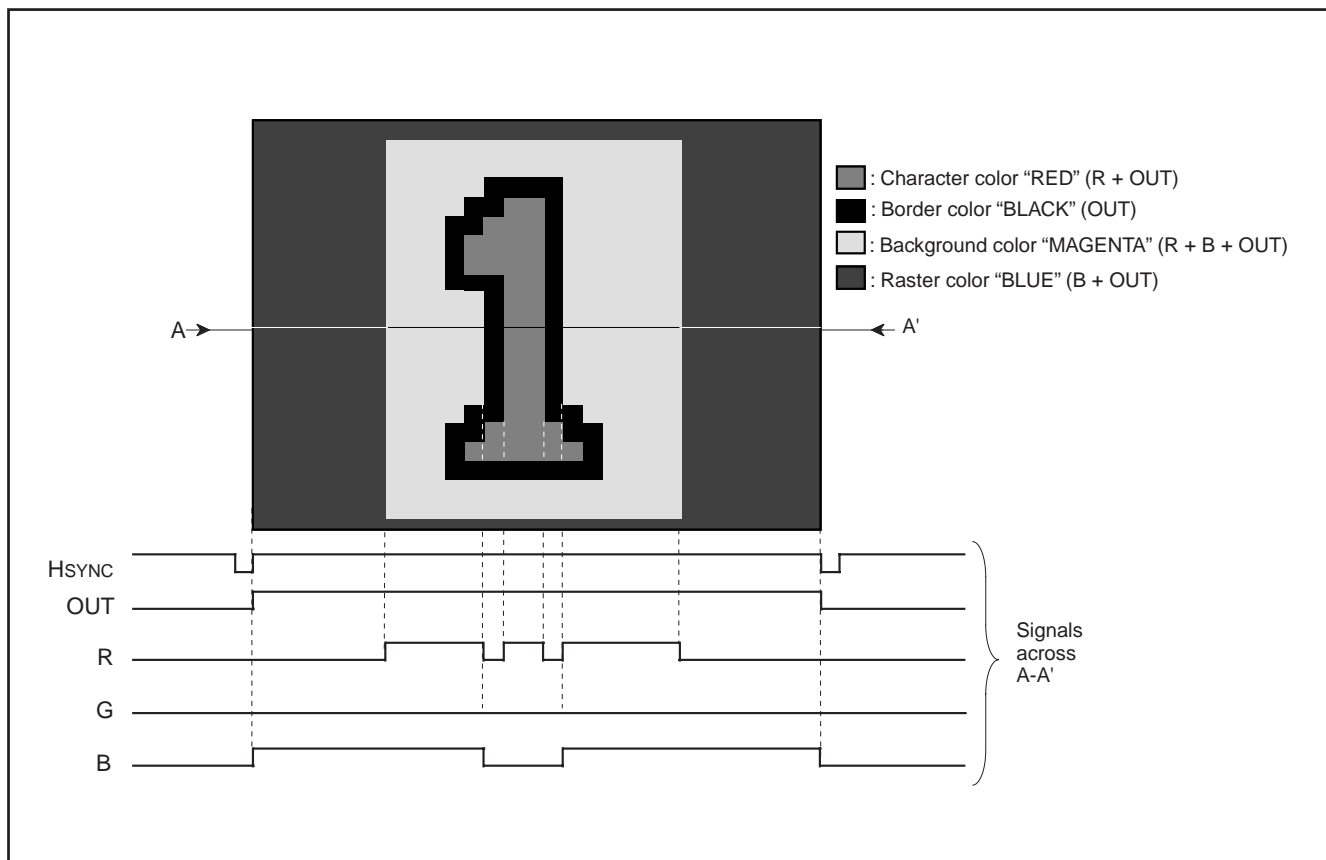 : Character color “RED” (R + OUT)
: Border color “BLACK” (OUT)
: Background color “MAGENTA” (R + B + OUT)
: Raster color “BLUE” (B + OUT)
A
A'
HSYNC
OUT
R
G
B
Signals
across
A-A'